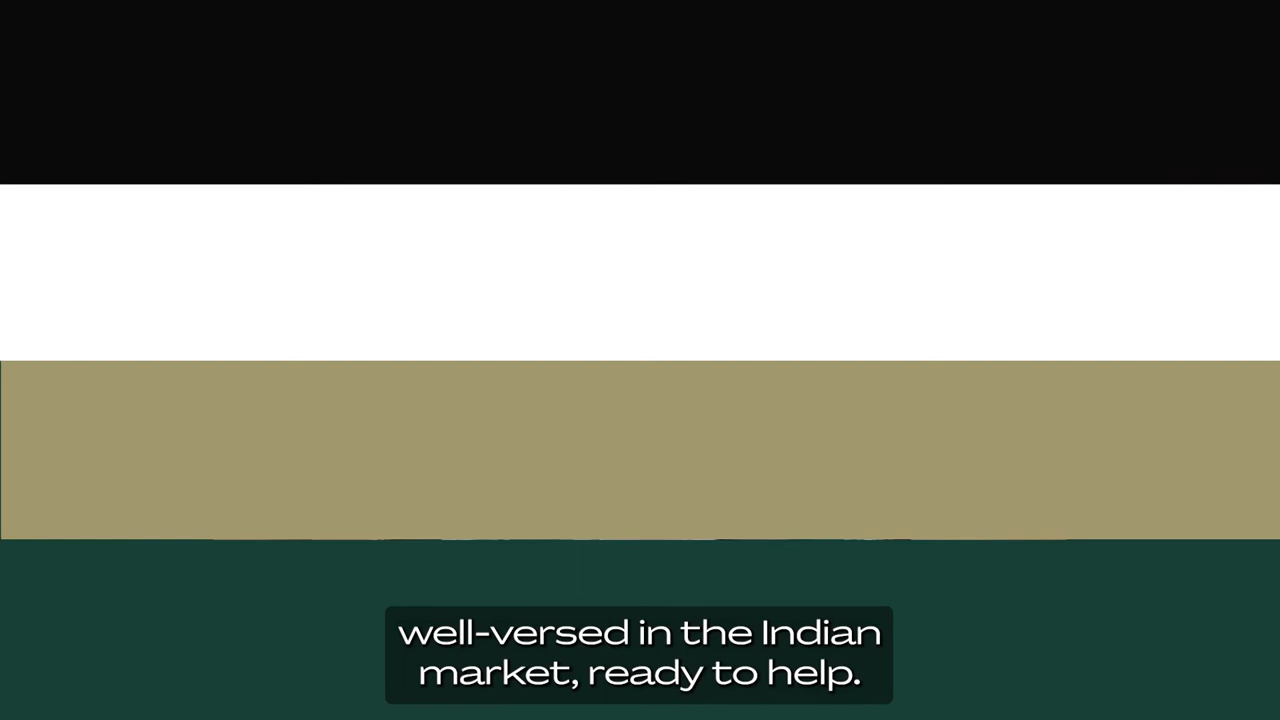 well-versed in the Indian
market, ready to help.